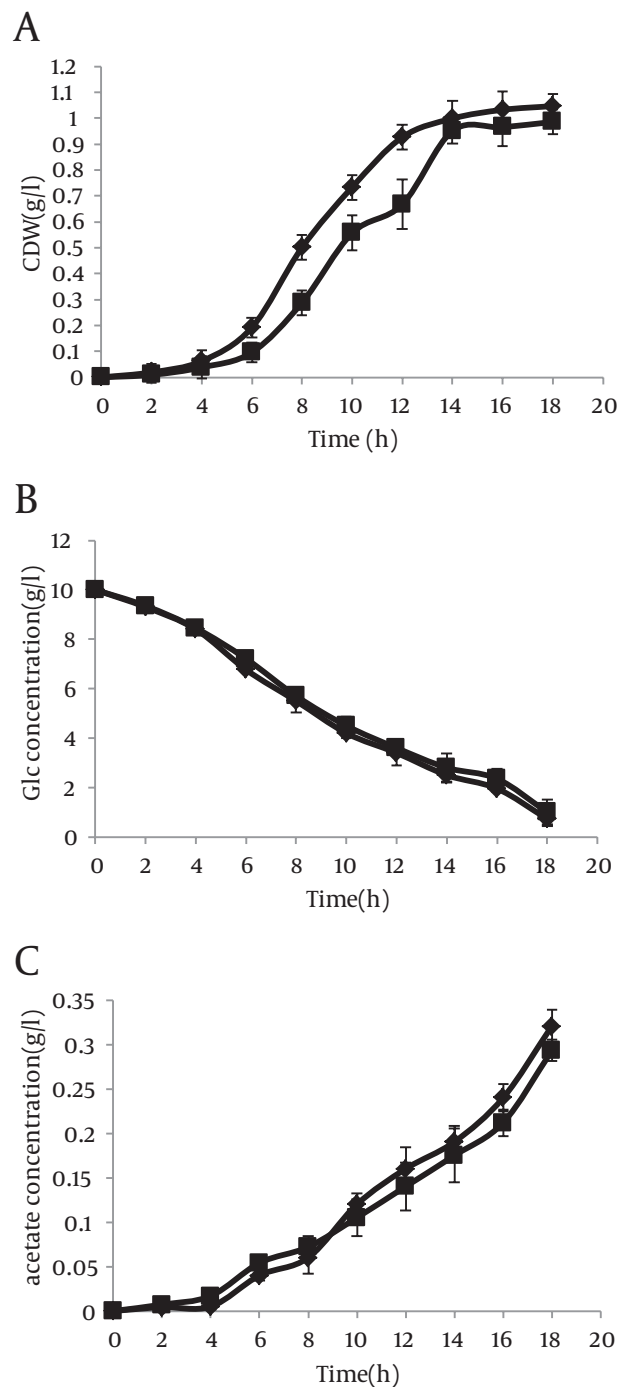 A
1.2
1.1
1
0.9
0.8
0.7
0.6
0.5
0.4
0.3
0.2
0.1
0
CDW(g/l)
0 2 4 6 8 10 12 14 16 18 20
Time (h)
B
12
10
8
6
4
2
0
Glc concentration(g/l)
0 2 4 6 8 10 12 14 16 18 20
Time(h)
C
0.35
0.3
0.25
0.2
0.15
0.1
0.05
0
acetate concentration(g/l)
0 2 4 6 8 10 12 14 16 18 20
Time(h)